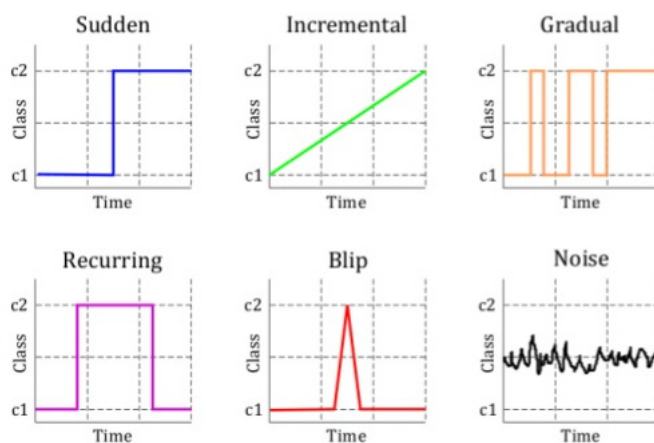 Sudden
Incremental
Gradual
c2
Class
c1
Time
c2
Class
c1
Time
c2
Class
c1
Time
Recurring
Blip
Noise
c2
Class
c1
Time
c2
Class
c1
Time
c2
Class
c1
Time